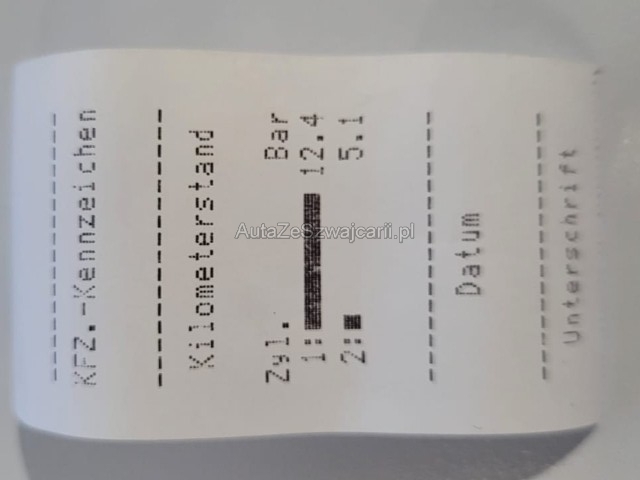 --------------------
KFZ.-Kennzeichen
--------------------
Kilometerstand
Zyl. Bar
1: 12.4
2: 5.1
--------------------
Datum
--------------------
Unterschrift
AutaZeSzwajcarii.pl